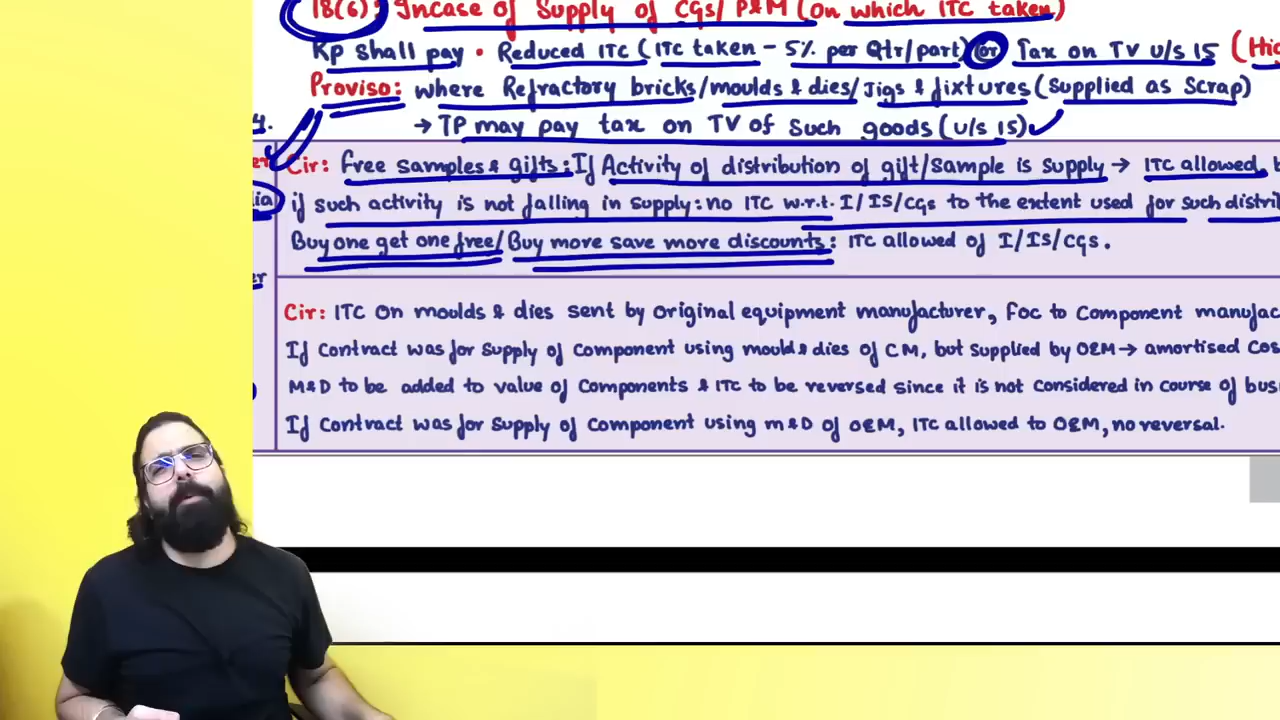 18(6): Incase of Supply of CGs/ P&M (on which ITC taken)
RP shall pay • Reduced ITC (ITC taken - 5% per Qtr/part) or Tax on TV u/s 15
Proviso: where Refractory bricks/moulds & dies/Jigs & fixtures (Supplied as Scrap)
→ TP may pay tax on TV of such goods (u/s 15)
Cir: Free samples & gifts: If Activity of distribution of gift/sample is supply → ITC allowed,
if such activity is not falling in supply: no ITC w.r.t. I/IS/CGs to the extent used for such
Buy one get one free/ Buy more save more discounts: ITC allowed of I/IS/CGs.
Cir: ITC on moulds & dies sent by original equipment manufacturer, FOC to Component
If Contract was for supply of Component using mould & dies of CM, but supplied by OEM → amortised
M&D to be added to value of Components & ITC to be reversed since it is not considered in course of
If Contract was for supply of Component using M&D of OEM, ITC allowed to OEM, no reversal.